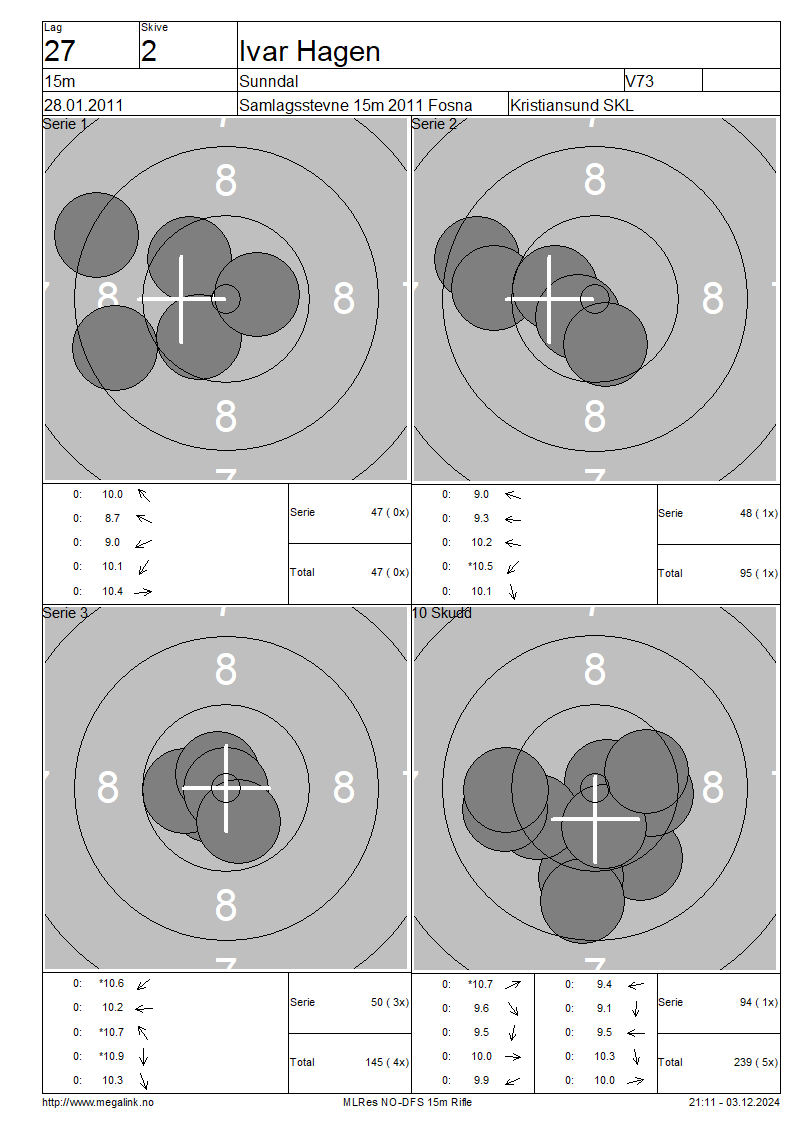 Lag Skive
27 2 Ivar Hagen
15m Sunndal V73
28.01.2011 Samlagsstevne 15m 2011 Fosna Kristiansund SKL
Serie 1 Serie 2
7 7
8 8
7 8 8 7 8 7
8 8
7 7
0: 10.0 0: 9.0
0: 8.7 Serie 47 ( 0x) 0: 9.3 Serie 48 ( 1x)
0: 9.0 0: 10.2
0: 10.1 Total 47 ( 0x) 0: *10.5 Total 95 ( 1x)
0: 10.4 0: 10.1
Serie 3 10 Skudd
7 7
8 8
7 8 8 7 8 7
8 8
7 7
0: *10.6 0: *10.7 0: 9.4
0: 10.2 Serie 50 ( 3x) 0: 9.6 0: 9.1 Serie 94 ( 1x)
0: *10.7 0: 9.5 0: 9.5
0: *10.9 Total 145 ( 4x) 0: 10.0 0: 10.3 Total 239 ( 5x)
0: 10.3 0: 9.9 0: 10.0
http://www.megalink.no MLRes NO-DFS 15m Rifle 21:11 - 03.12.2024